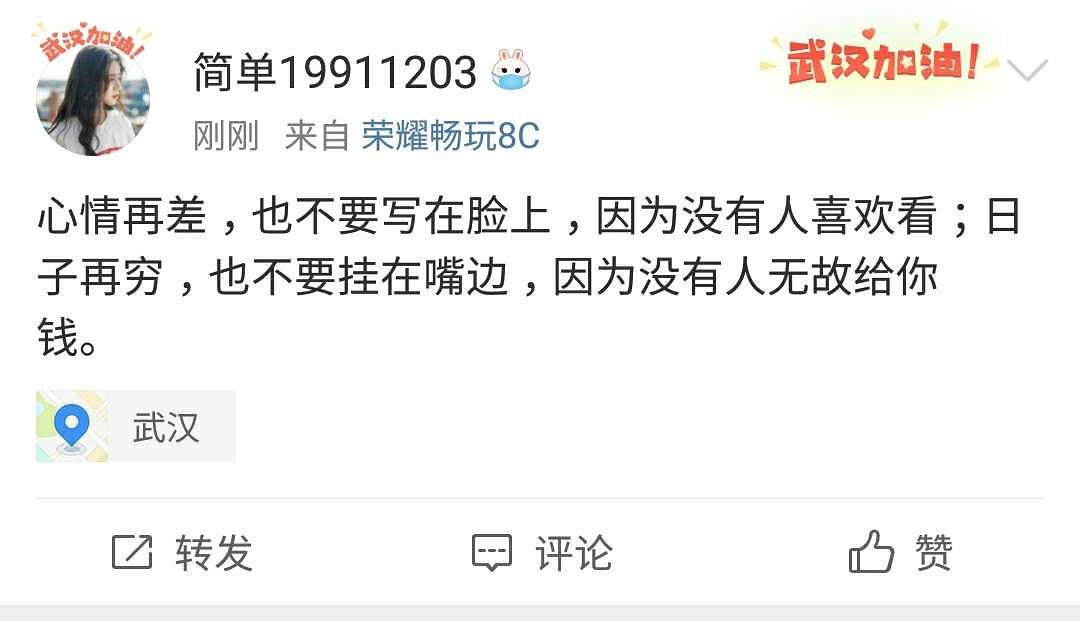 武汉加油!
武汉加油!
简单19911203
刚刚 来自 荣耀畅玩8C
心情再差，也不要写在脸上，因为没有人喜欢看；日
子再穷，也不要挂在嘴边，因为没有人无故给你
钱。
武汉
转发 评论 赞